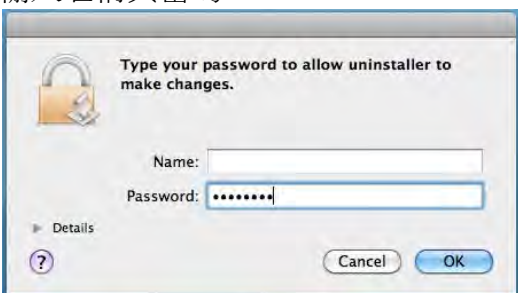 Type your password to allow uninstaller to
make changes.
Name:
Password: ••••••••
Details
? Cancel OK